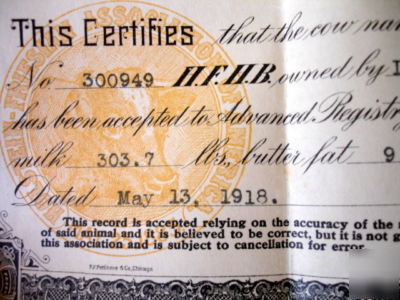 This Certifies that the cow nam
No 300949 H.F.H.B. owned by I
has been accepted to Advanced Registry
milk 303.7 lbs., butter fat 9
Dated May 13, 1918.
This record is accepted relying on the accuracy of the
of said animal and it is believed to be correct, but it is not g
this association and is subject to cancellation for error.
P.F. Pettibone & Co., Chicago